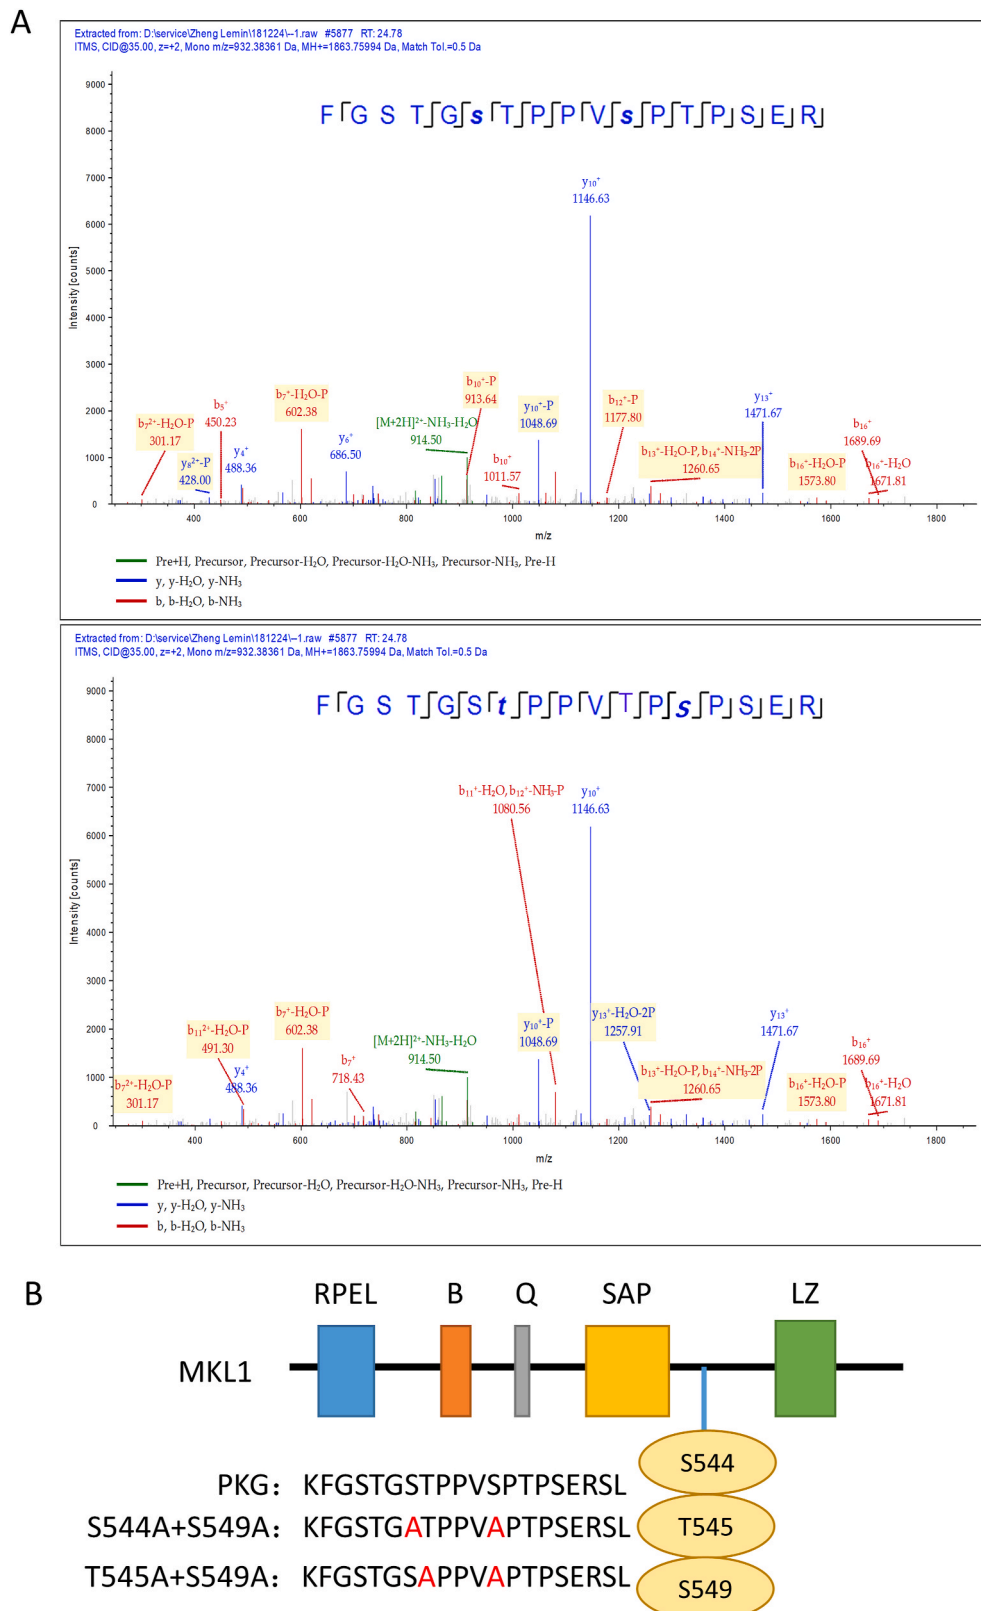 A
Extracted from: D:\service\Zheng Lemin\181224\--1.raw #5877 RT: 24.78
ITMS, CID@35.00, z=+2, Mono m/z=932.38361 Da, MH+=1863.75994 Da, Match Tol.=0.5 Da
F G S T G s T P P V s P T P S E R
9000
8000
7000
6000
5000
4000
3000
2000
1000
0
Intensity [counts]
y₁₀⁺
1146.63
b₇²⁺-H₂O-P
301.17
b₅⁺
450.23
y₈²⁺-P
428.00
y₄⁺
488.36
b₇⁺-H₂O-P
602.38
y₆⁺
686.50
[M+2H]²⁺-NH₃-H₂O
914.50
b₁₀⁺-P
913.64
b₁₀⁺
1011.57
y₁₀⁺-P
1048.69
b₁₂⁺-P
1177.80
b₁₃⁺-H₂O-P, b₁₄⁺-NH₃-2P
1260.65
y₁₃⁺
1471.67
b₁₆⁺-H₂O-P
1573.80
b₁₆⁺
1689.69
b₁₆⁺-H₂O
1671.81
400 600 800 1000 1200 1400 1600 1800
m/z
Pre+H, Precursor, Precursor-H₂O, Precursor-H₂O-NH₃, Precursor-NH₃, Pre-H
y, y-H₂O, y-NH₃
b, b-H₂O, b-NH₃
Extracted from: D:\service\Zheng Lemin\181224\--1.raw #5877 RT: 24.78
ITMS, CID@35.00, z=+2, Mono m/z=932.38361 Da, MH+=1863.75994 Da, Match Tol.=0.5 Da
F G S T G S t P P V T P s P S E R
9000
8000
7000
6000
5000
4000
3000
2000
1000
0
Intensity [counts]
b₁₁⁺-H₂O, b₁₂⁺-NH₃-P
1080.56
y₁₀⁺
1146.63
b₇²⁺-H₂O-P
301.17
b₁₁²⁺-H₂O-P
491.30
y₄⁺
488.36
b₇⁺-H₂O-P
602.38
b₇⁺
718.43
[M+2H]²⁺-NH₃-H₂O
914.50
y₁₀⁺-P
1048.69
y₁₃⁺-H₂O-2P
1257.91
b₁₃⁺-H₂O-P, b₁₄⁺-NH₃-2P
1260.65
y₁₃⁺
1471.67
b₁₆⁺-H₂O-P
1573.80
b₁₆⁺
1689.69
b₁₆⁺-H₂O
1671.81
400 600 800 1000 1200 1400 1600 1800
m/z
Pre+H, Precursor, Precursor-H₂O, Precursor-H₂O-NH₃, Precursor-NH₃, Pre-H
y, y-H₂O, y-NH₃
b, b-H₂O, b-NH₃
B
RPEL B Q SAP LZ
MKL1
S544
PKG: KFGSTGSTPPVSPTPSERSL
T545
S544A+S549A: KFGSTGATPPVAPTPSERSL
T545A+S549A: KFGSTGSAPPVAPTPSERSL
S549